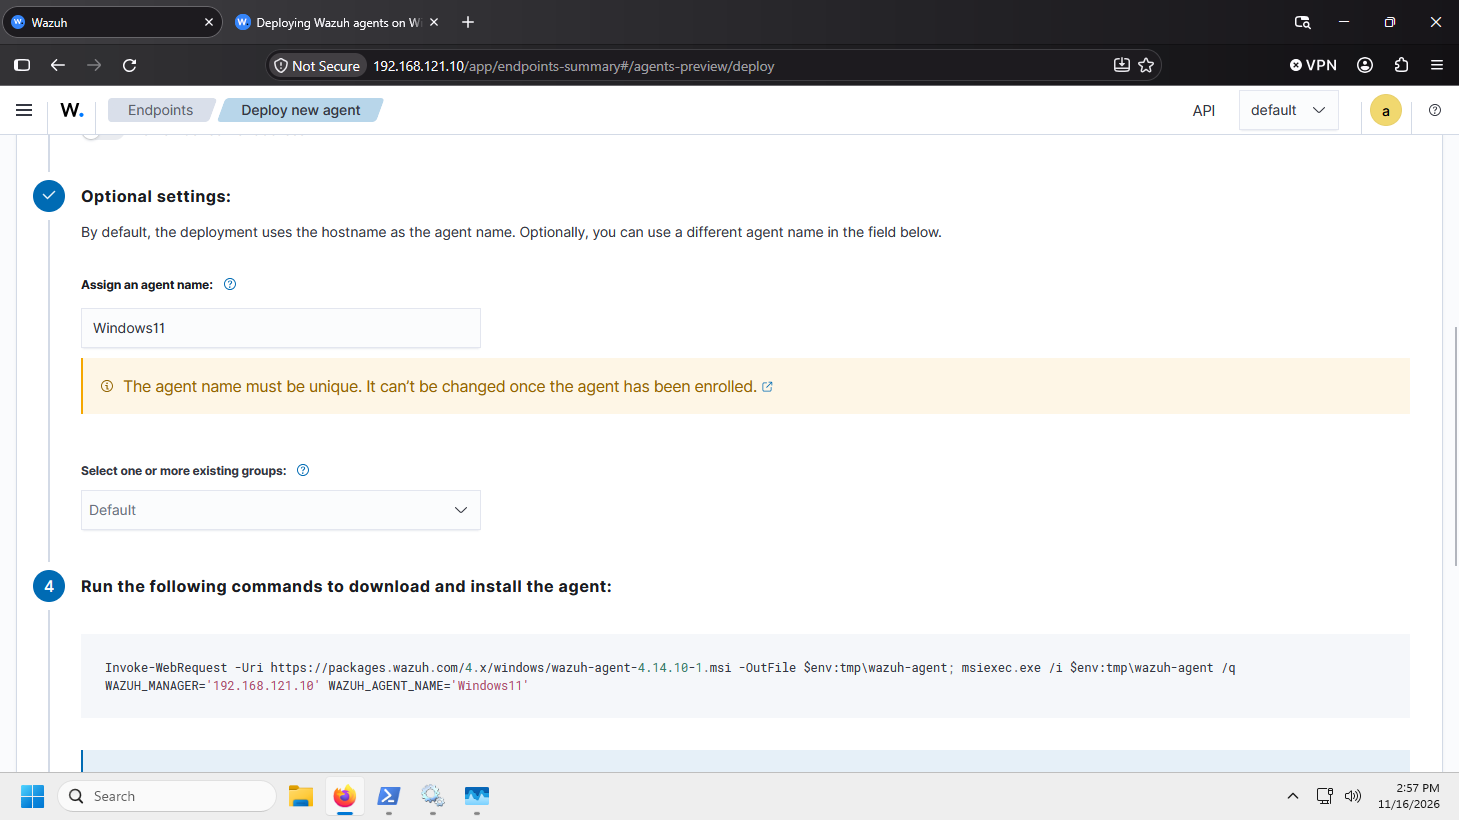 Wazuh
Deploying Wazuh agents on Wi
Not Secure 192.168.121.10/app/endpoints-summary#/agents-preview/deploy
VPN
W. Endpoints Deploy new agent API default a
Optional settings:
By default, the deployment uses the hostname as the agent name. Optionally, you can use a different agent name in the field below.
Assign an agent name:
Windows11
The agent name must be unique. It can't be changed once the agent has been enrolled.
Select one or more existing groups:
Default
4 Run the following commands to download and install the agent:
Invoke-WebRequest -Uri https://packages.wazuh.com/4.x/windows/wazuh-agent-4.14.10-1.msi -OutFile $env:tmp\wazuh-agent; msiexec.exe /i $env:tmp\wazuh-agent /q
WAZUH_MANAGER='192.168.121.10' WAZUH_AGENT_NAME='Windows11'
Search
2:57 PM
11/16/2026